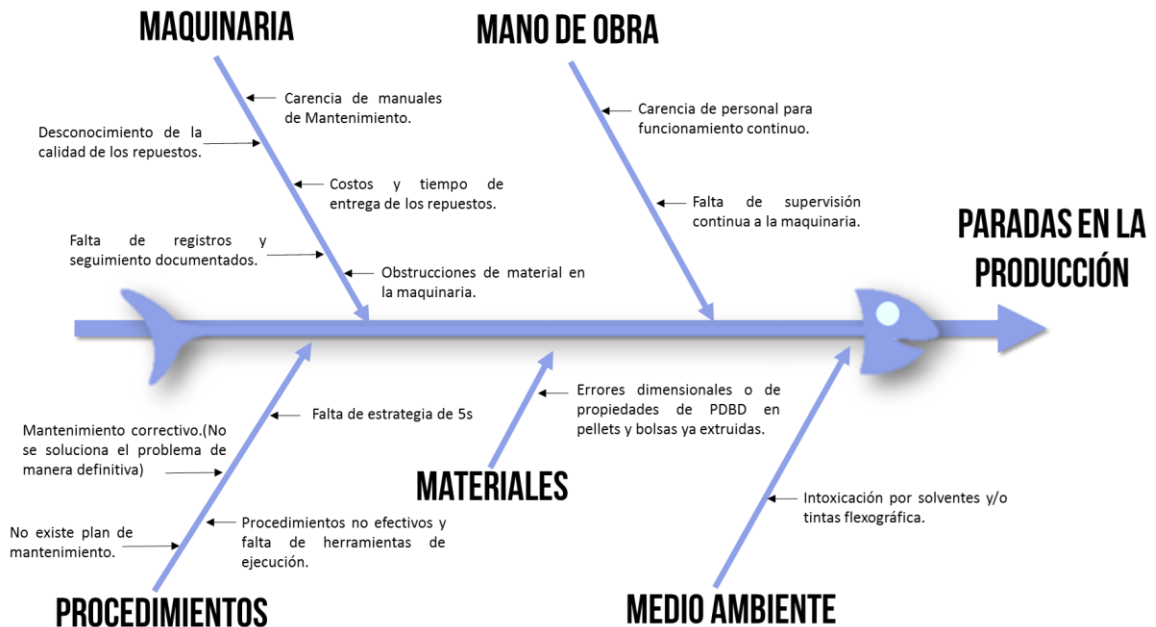 MAQUINARIA
Carencia de manuales
de Mantenimiento.
Desconocimiento de la
calidad de los repuestos.
Costos y tiempo de
entrega de los repuestos.
Falta de registros y
seguimiento documentados.
Obstrucciones de material en
la maquinaria.
MANO DE OBRA
Carencia de personal para
funcionamiento continuo.
Falta de supervisión
continua a la maquinaria.
PARADAS EN LA
PRODUCCIÓN
Falta de estrategia de 5s
Mantenimiento correctivo.(No
se soluciona el problema de
manera definitiva)
Procedimientos no efectivos y
falta de herramientas de
ejecución.
No existe plan de
mantenimiento.
PROCEDIMIENTOS
Errores dimensionales o de
propiedades de PDBD en
pellets y bolsas ya extruidas.
MATERIALES
Intoxicación por solventes y/o
tintas flexográfica.
MEDIO AMBIENTE